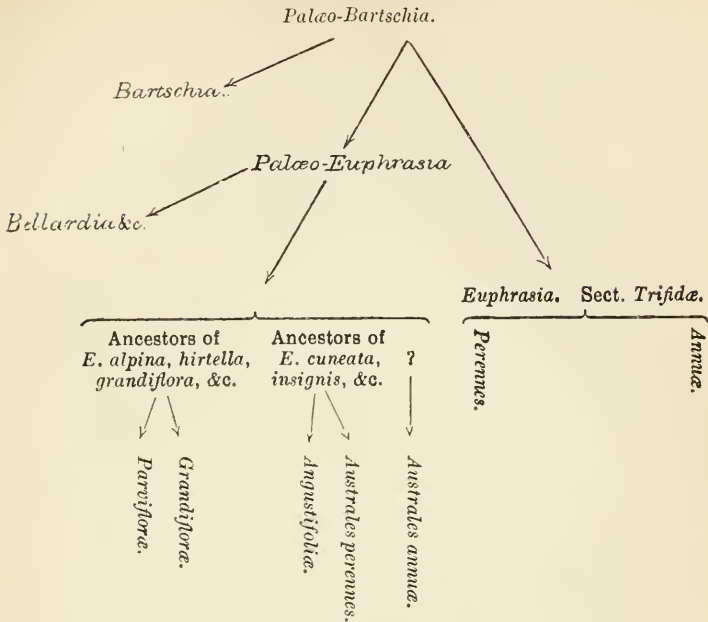 Palæo-Bartschia.
Bartschia.
Palæo-Euphrasia
Bellardia &c.
Euphrasia. Sect. Trifidæ.
Perennes.
Annuæ.
Ancestors of
E. alpina, hirtella,
grandiflora, &c.
Ancestors of
E. cuneata,
insignis, &c.
?
Parvifloræ.
Grandifloræ.
Angustifoliæ.
Australes perennes.
Australes annuæ.